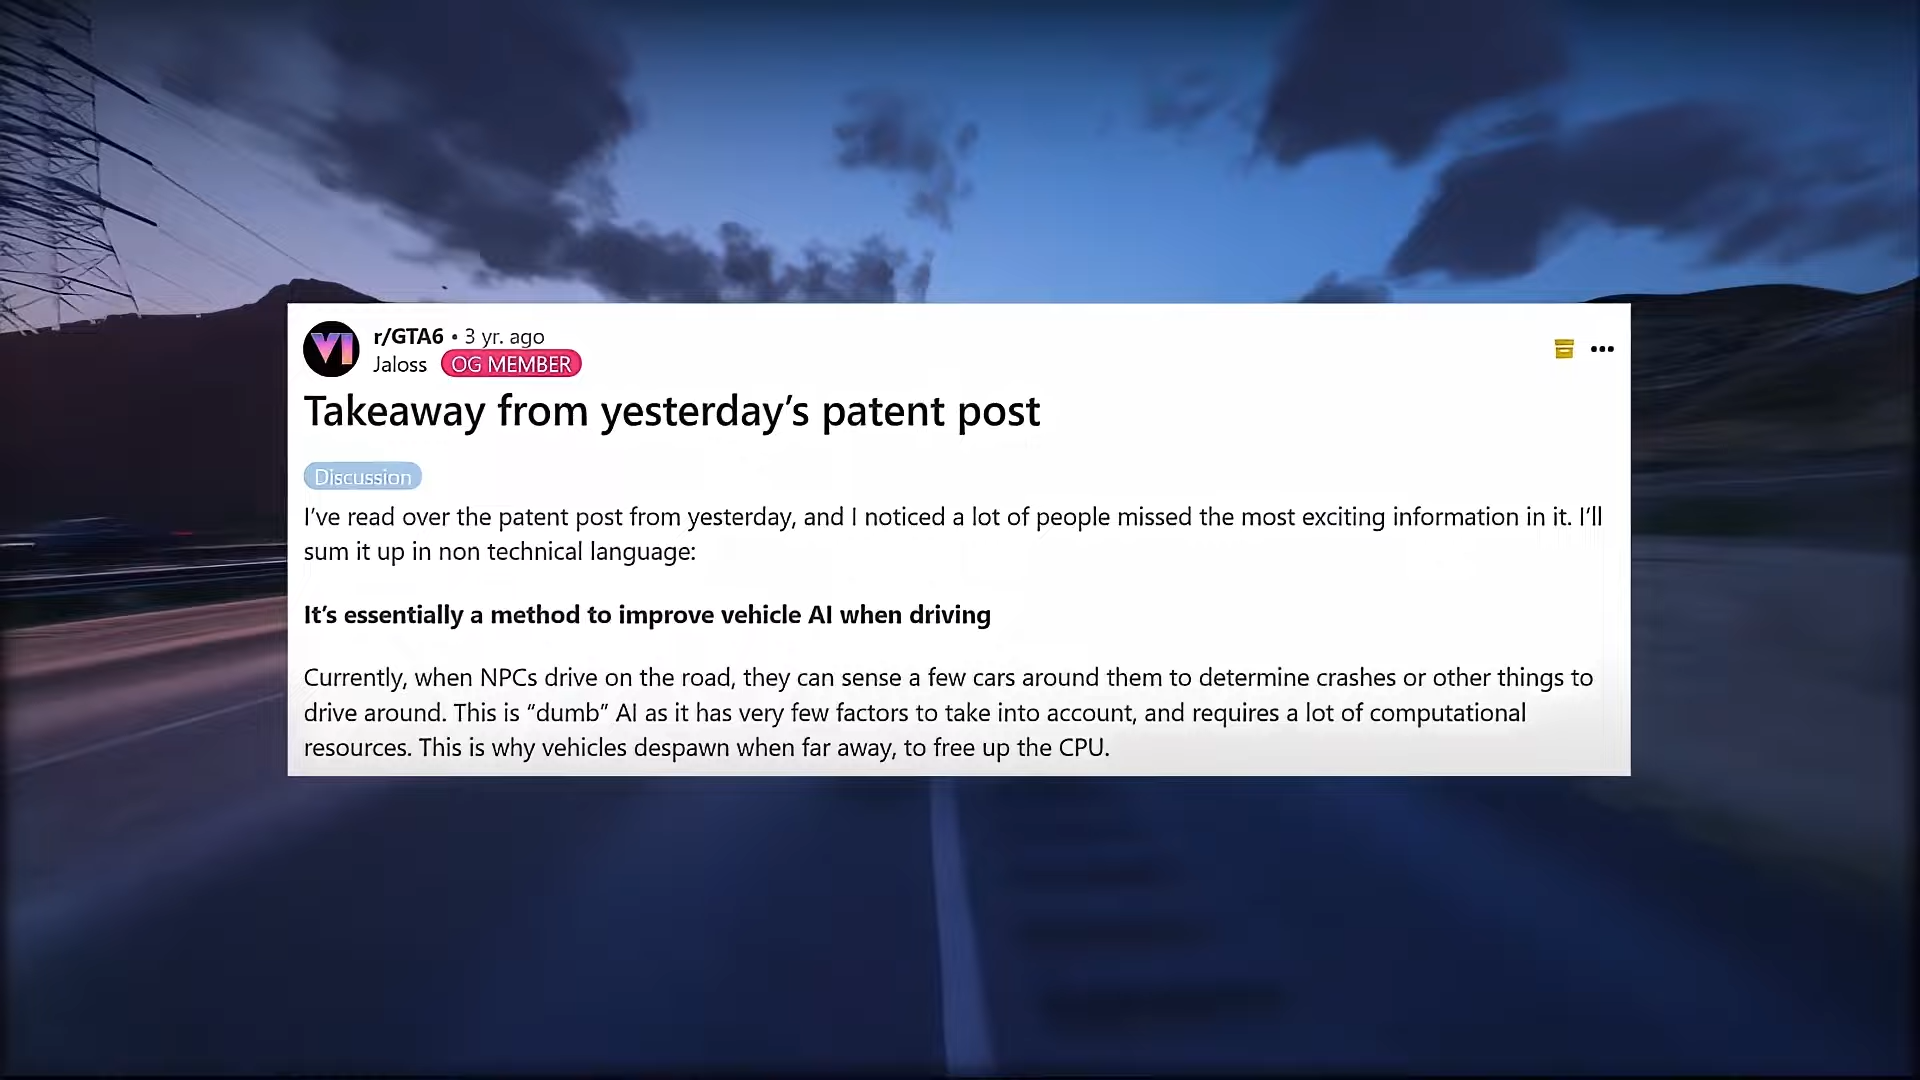 VI
r/GTA6 • 3 yr. ago
Jaloss OG MEMBER
Takeaway from yesterday’s patent post
Discussion
I’ve read over the patent post from yesterday, and I noticed a lot of people missed the most exciting information in it. I’ll
sum it up in non technical language:
It’s essentially a method to improve vehicle AI when driving
Currently, when NPCs drive on the road, they can sense a few cars around them to determine crashes or other things to
drive around. This is “dumb” AI as it has very few factors to take into account, and requires a lot of computational
resources. This is why vehicles despawn when far away, to free up the CPU.